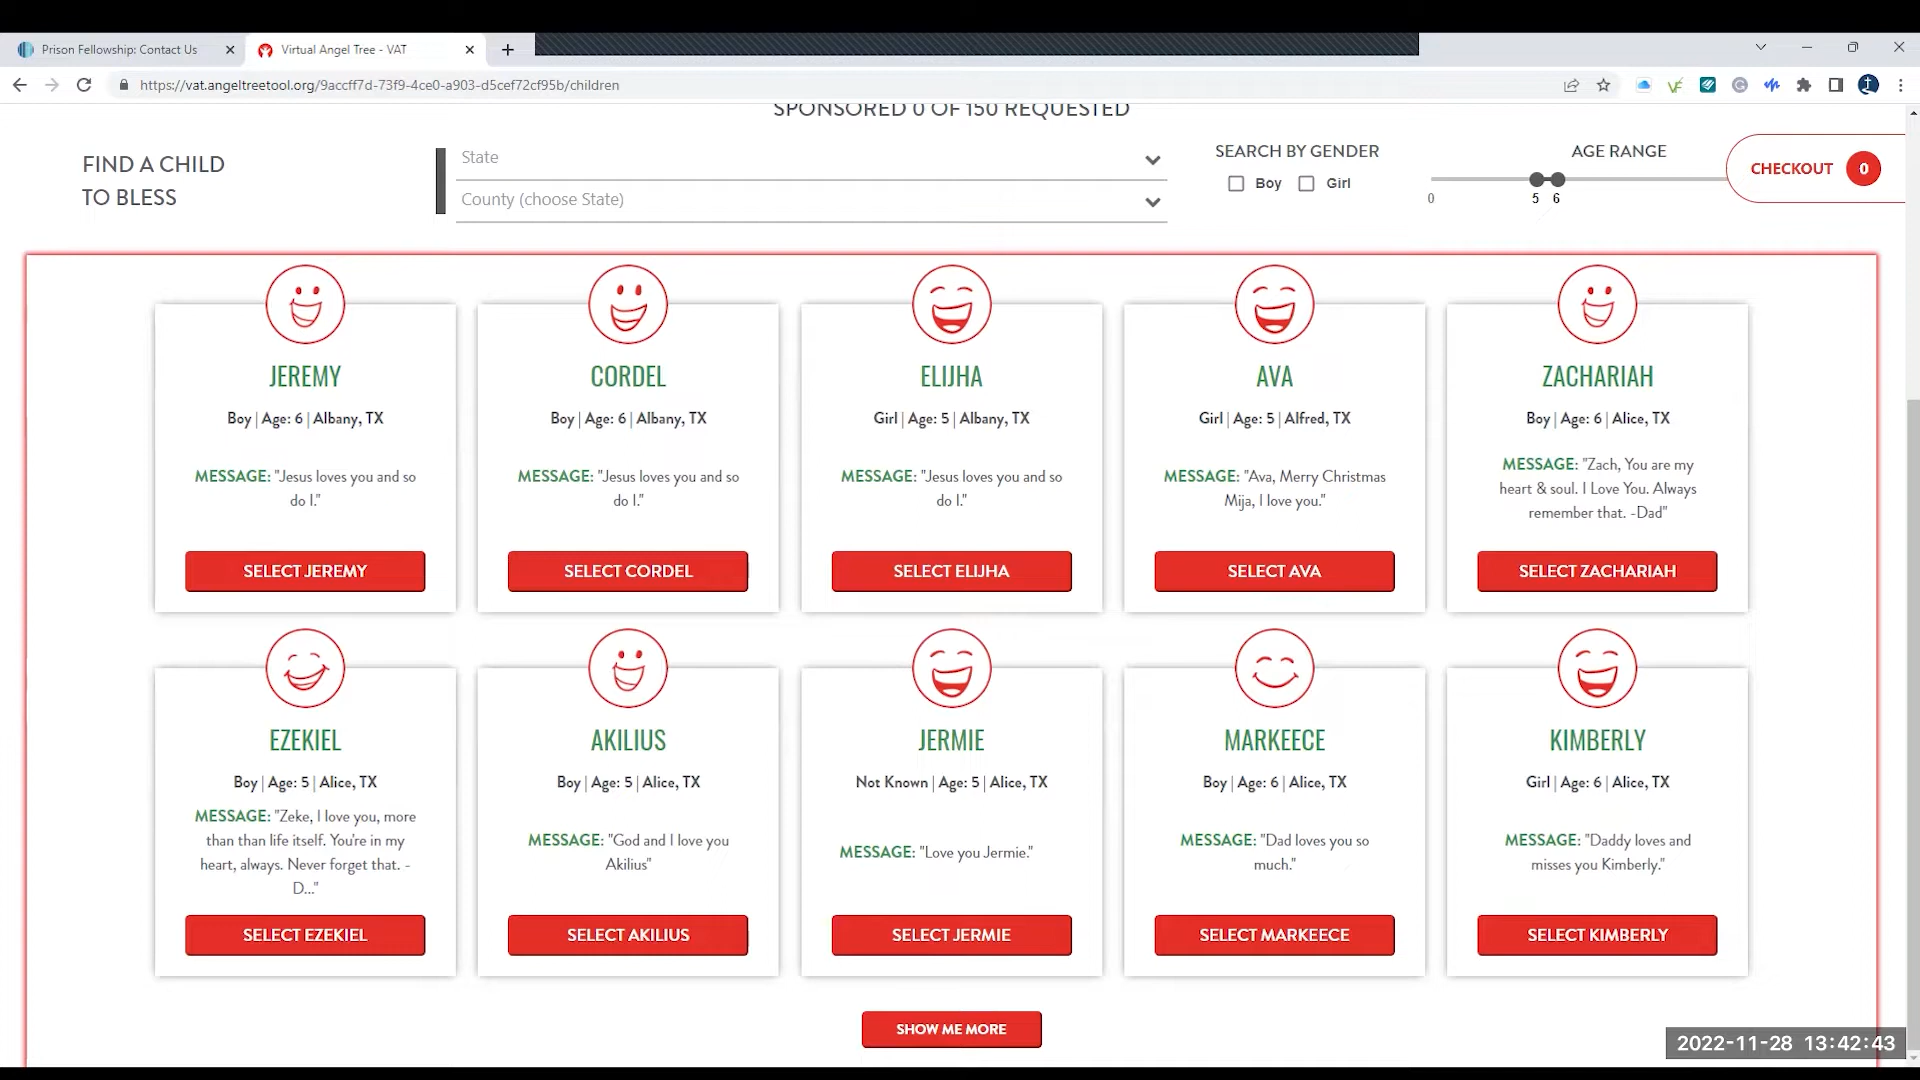 Prison Fellowship: Contact Us
Virtual Angel Tree - VAT
https://vat.angeltreetool.org/9accff7d-73f9-4ce0-a903-d5cef72cf95b/children
SPONSORED 0 OF 150 REQUESTED
FIND A CHILD
TO BLESS
State
County (choose State)
SEARCH BY GENDER
Boy Girl
AGE RANGE
0 5 6
CHECKOUT 0
JEREMY
Boy | Age: 6 | Albany, TX
MESSAGE: "Jesus loves you and so
do I."
SELECT JEREMY
CORDEL
Boy | Age: 6 | Albany, TX
MESSAGE: "Jesus loves you and so
do I."
SELECT CORDEL
ELIJHA
Girl | Age: 5 | Albany, TX
MESSAGE: "Jesus loves you and so
do I."
SELECT ELIJHA
AVA
Girl | Age: 5 | Alfred, TX
MESSAGE: "Ava, Merry Christmas
Mija, I love you."
SELECT AVA
ZACHARIAH
Boy | Age: 6 | Alice, TX
MESSAGE: "Zach, You are my
heart & soul. I Love You. Always
remember that. -Dad"
SELECT ZACHARIAH
EZEKIEL
Boy | Age: 5 | Alice, TX
MESSAGE: "Zeke, I love you, more
than than life itself. You're in my
heart, always. Never forget that. -
D..."
SELECT EZEKIEL
AKILIUS
Boy | Age: 5 | Alice, TX
MESSAGE: "God and I love you
Akilius"
SELECT AKILIUS
JERMIE
Not Known | Age: 5 | Alice, TX
MESSAGE: "Love you Jermie."
SELECT JERMIE
MARKEECE
Boy | Age: 6 | Alice, TX
MESSAGE: "Dad loves you so
much."
SELECT MARKEECE
KIMBERLY
Girl | Age: 6 | Alice, TX
MESSAGE: "Daddy loves and
misses you Kimberly."
SELECT KIMBERLY
SHOW ME MORE
2022-11-28 13:42:43